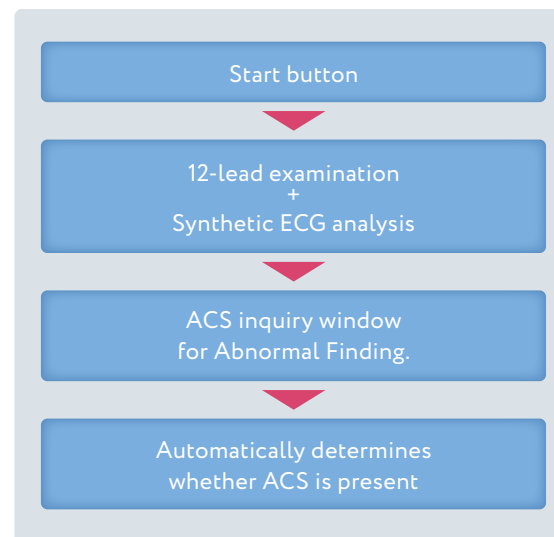 Start button
12-lead examination
+
Synthetic ECG analysis
ACS inquiry window
for Abnormal Finding.
Automatically determines
whether ACS is present